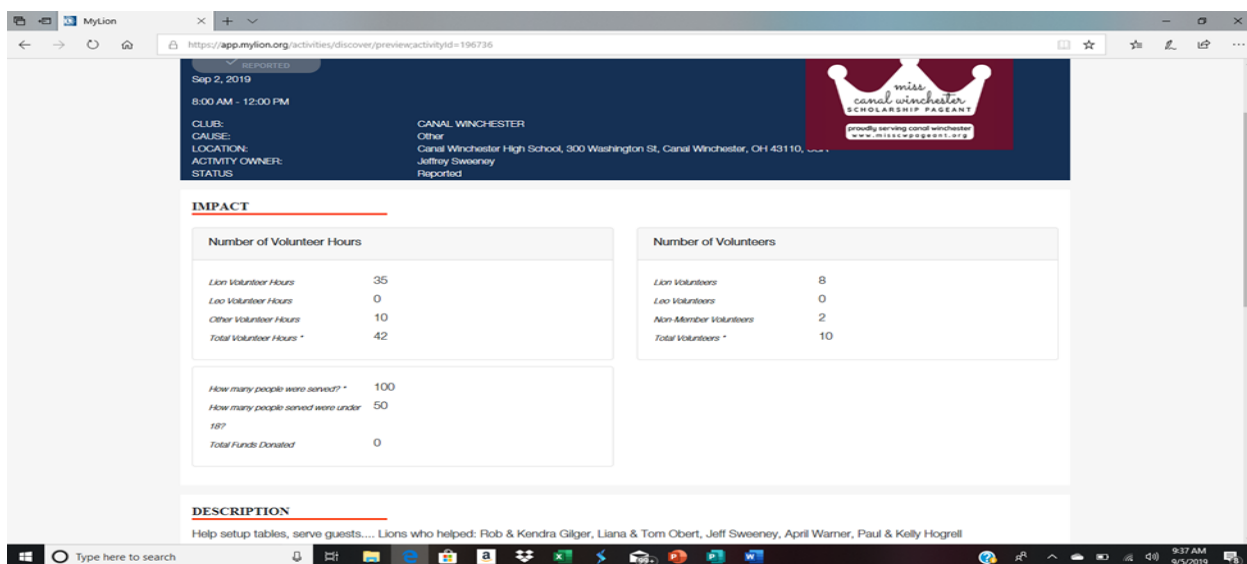 MyLion
https://app.mylion.org/activities/discover/preview;activityId=196736
REPORTED
Sep 2, 2019
8:00 AM - 12:00 PM
CLUB: CANAL WINCHESTER
CAUSE: Other
LOCATION: Canal Winchester High School, 300 Washington St, Canal Winchester, OH 43110,
ACTIVITY OWNER: Jeffrey Sweeney
STATUS Reported
miss
canal winchester
SCHOLARSHIP PAGEANT
proudly serving canal winchester
www.misscwpageant.org
IMPACT
Number of Volunteer Hours
Lion Volunteer Hours 35
Leo Volunteer Hours 0
Other Volunteer Hours 10
Total Volunteer Hours * 42
Number of Volunteers
Lion Volunteers 8
Leo Volunteers 0
Non-Member Volunteers 2
Total Volunteers * 10
How many people were served? * 100
How many people served were under 50
18?
Total Funds Donated 0
DESCRIPTION
Help setup tables, serve guests.... Lions who helped: Rob & Kendra Gilger, Liana & Tom Obert, Jeff Sweeney, April Warner, Paul & Kelly Hogrell
Type here to search
99+
9:37 AM
9/5/2019